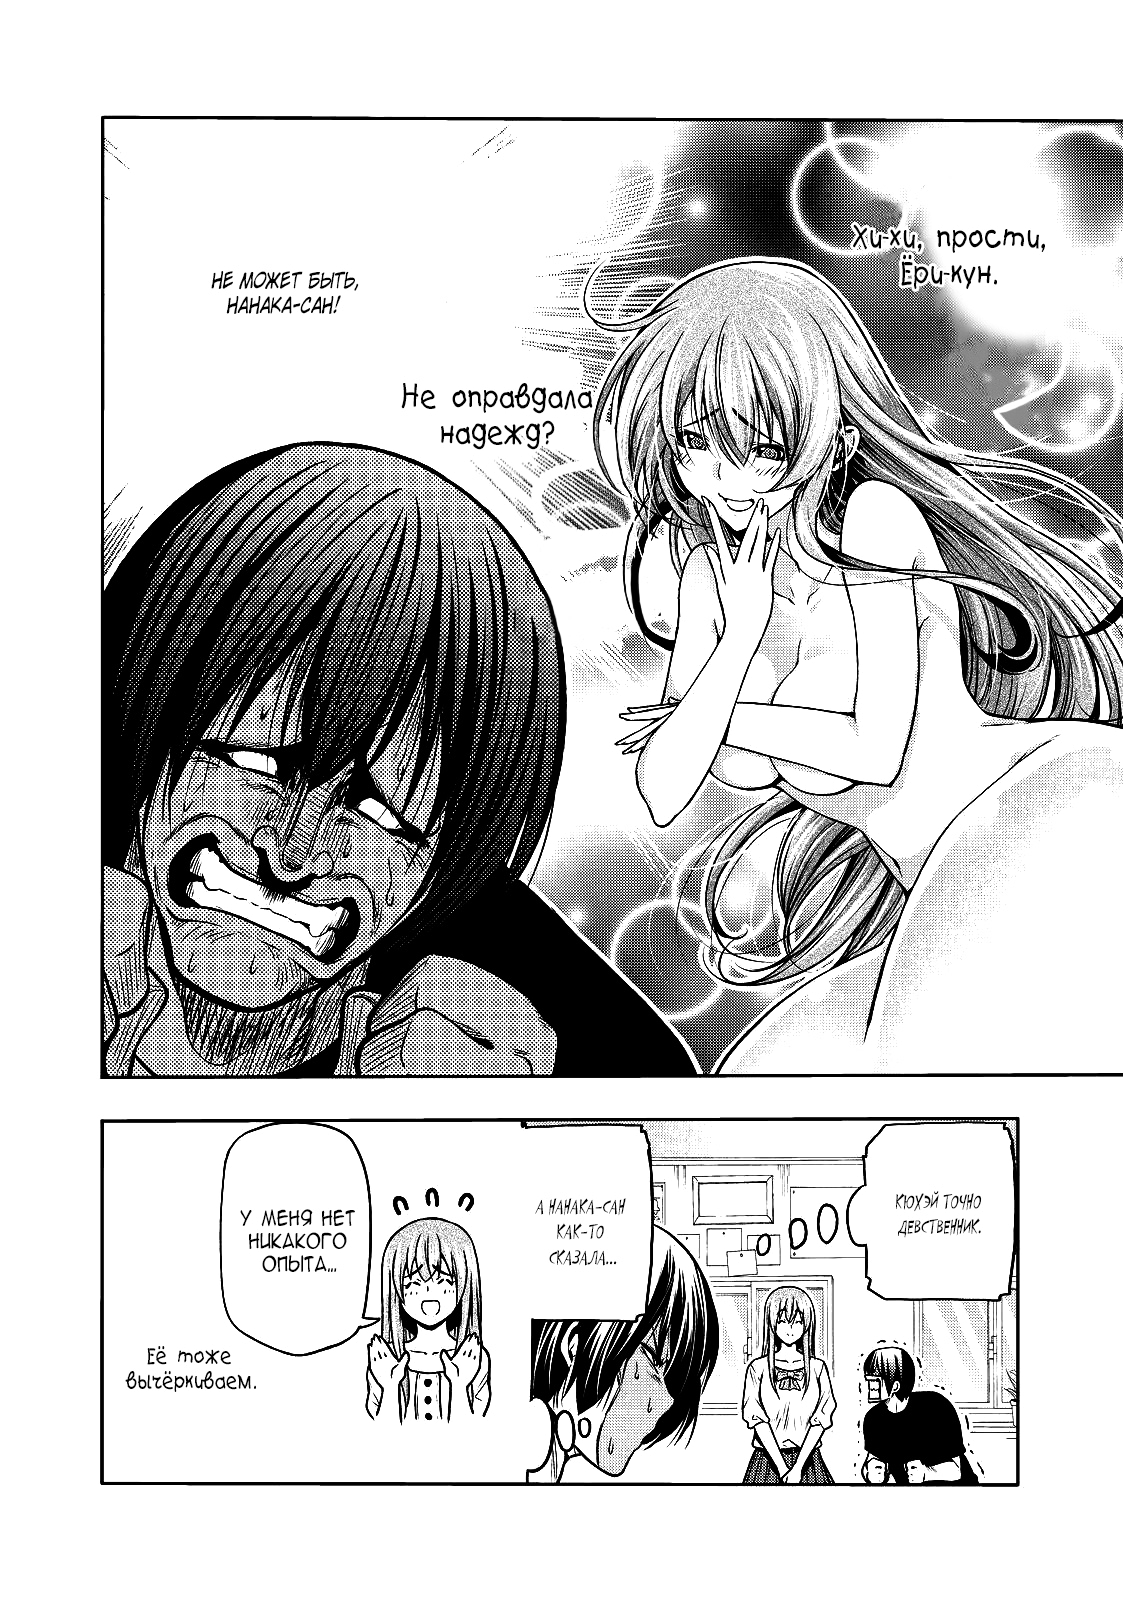 Хи-хи, прости,
Ёри-кун.
НЕ МОЖЕТ БЫТЬ,
НАНАКА-САН!
Не оправдала
надежд?
КЮХЭЙ ТОЧНО
ДЕВСТВЕННИК.
А НАНАКА-САН
КАК-ТО
СКАЗАЛА...
У МЕНЯ НЕТ
НИКАКОГО
ОПЫТА...
Её тоже
вычёркиваем.